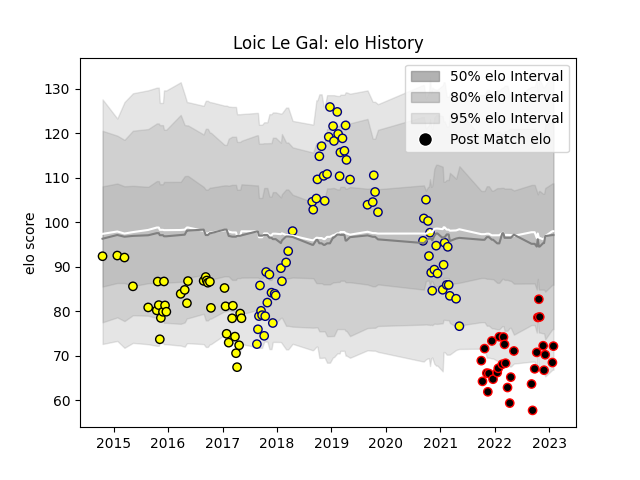 Loic Le Gal: elo History
50% elo Interval
80% elo Interval
95% elo Interval
Post Match elo
elo score
130
120
110
100
90
80
70
60
2015 2016 2017 2018 2019 2020 2021 2022 2023